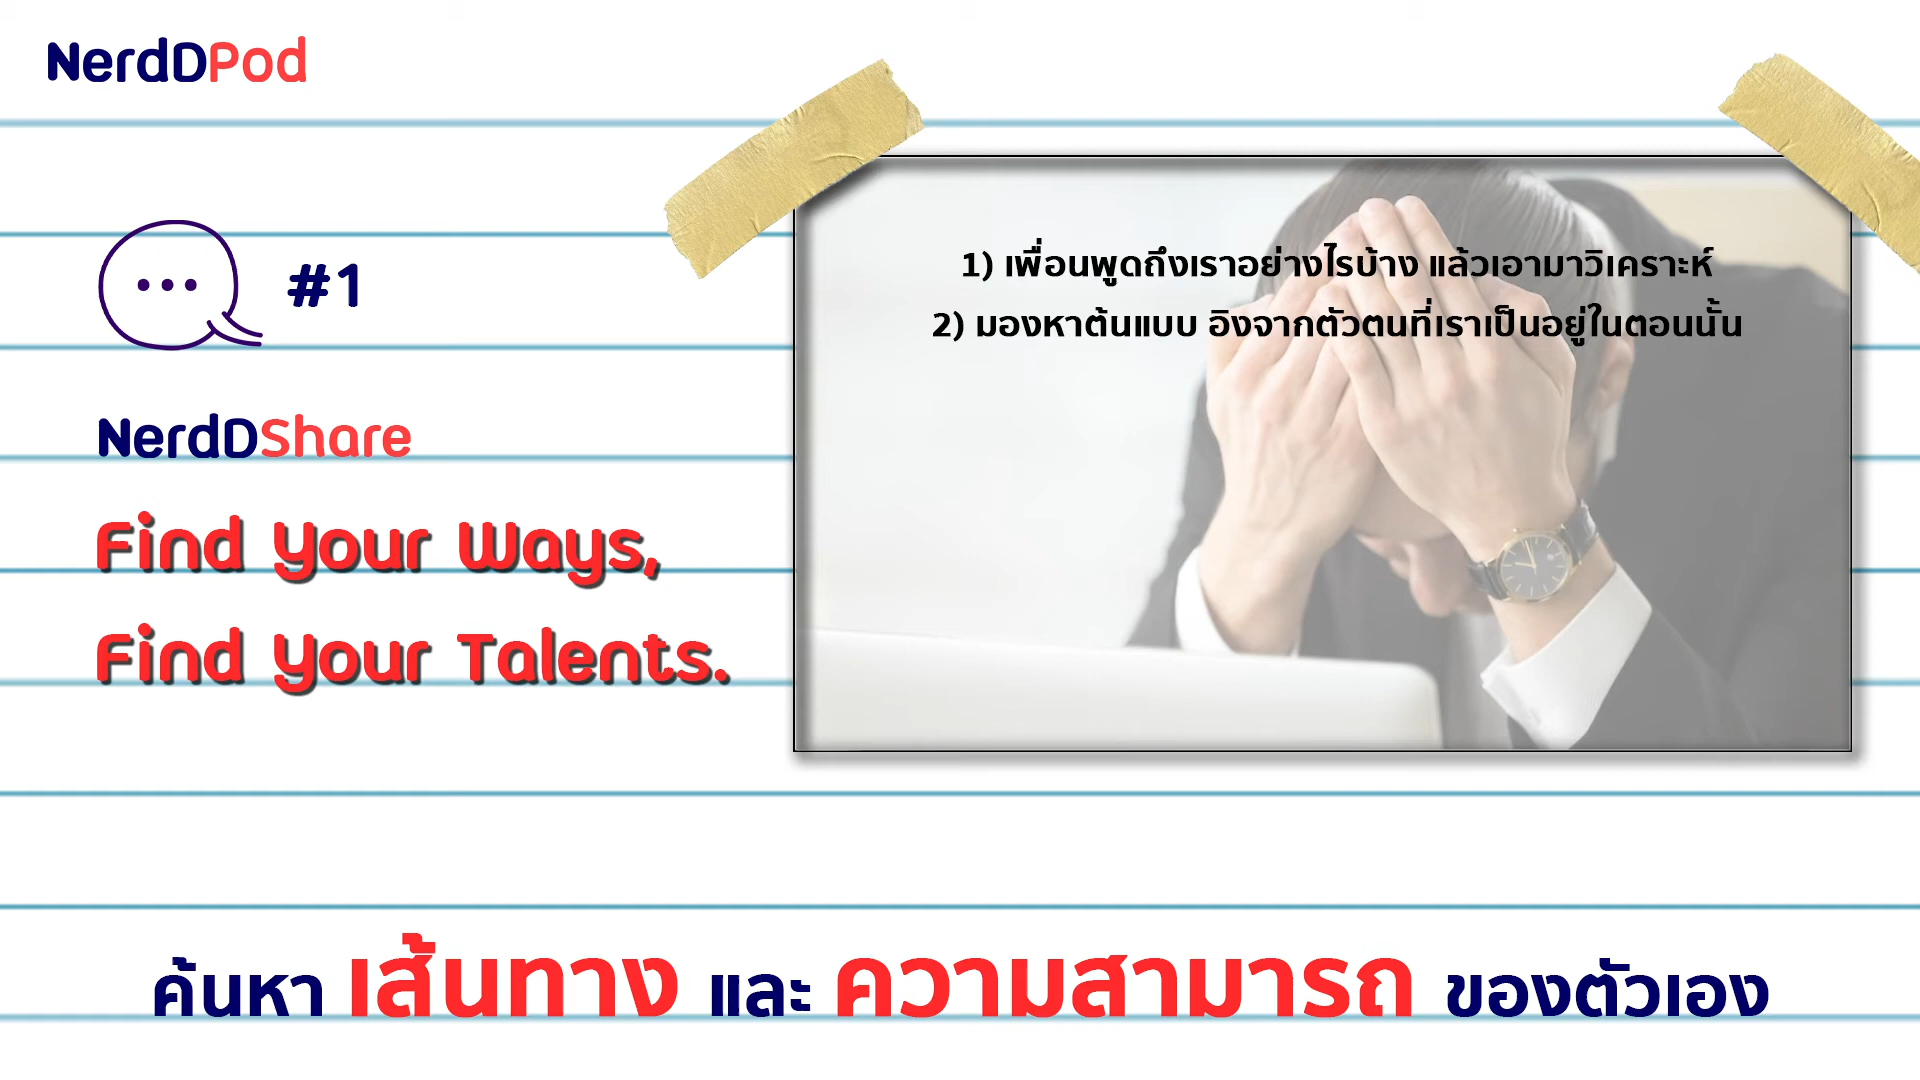 NerdDPod
#1
NerdDShare
Find Your Ways,
Find Your Talents.
1) เพื่อนพูดถึงเราอย่างไรบ้าง แล้วเอามาวิเคราะห์
2) มองหาต้นแบบ อิงจากตัวตนที่เราเป็นอยู่ในตอนนั้น
ค้นหา เส้นทาง และ ความสามารถ ของตัวเอง